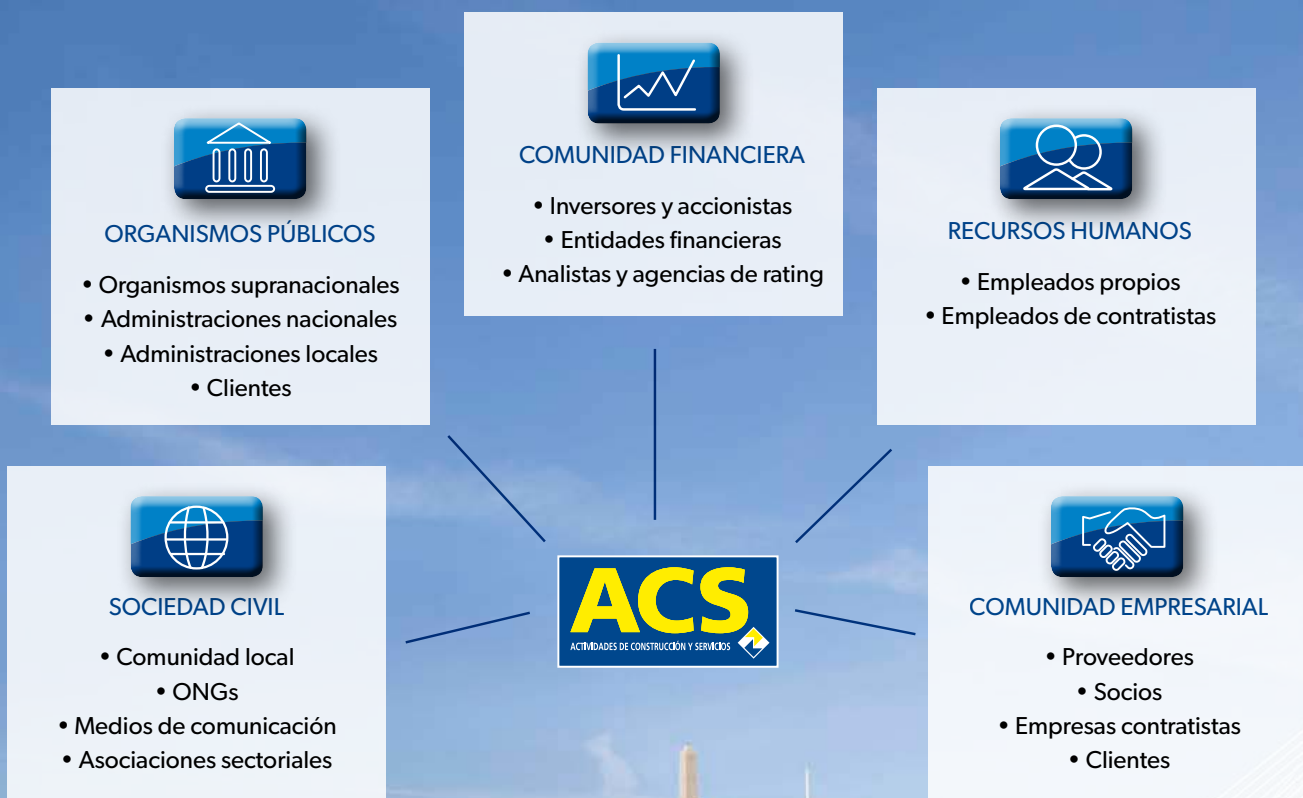 COMUNIDAD FINANCIERA
• Inversores y accionistas
• Entidades financieras
• Analistas y agencias de rating
ORGANISMOS PÚBLICOS
• Organismos supranacionales
• Administraciones nacionales
• Administraciones locales
• Clientes
RECURSOS HUMANOS
• Empleados propios
• Empleados de contratistas
SOCIEDAD CIVIL
• Comunidad local
• ONGs
• Medios de comunicación
• Asociaciones sectoriales
ACS
ACTIVIDADES DE CONSTRUCCIÓN Y SERVICIOS
COMUNIDAD EMPRESARIAL
• Proveedores
• Socios
• Empresas contratistas
• Clientes